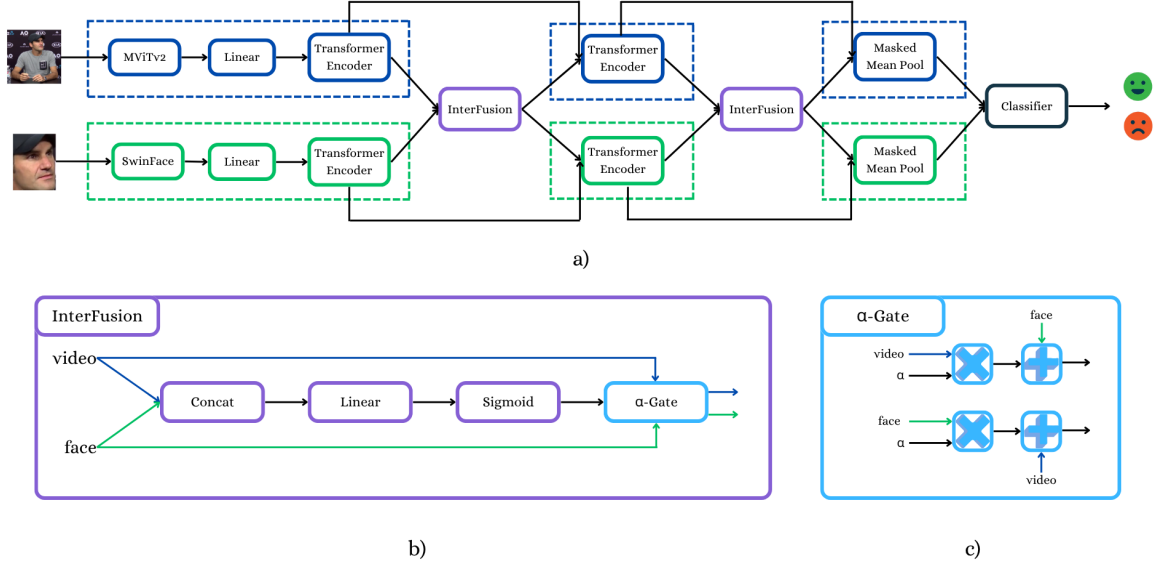 MViTv2
Linear
Transformer
Encoder
InterFusion
Transformer
Encoder
InterFusion
Masked
Mean Pool
Classifier
SwinFace
Linear
Transformer
Encoder
Transformer
Encoder
Masked
Mean Pool
a)
InterFusion
video
face
Concat
Linear
Sigmoid
α-Gate
b)
α-Gate
face
video
α
face
α
video
c)